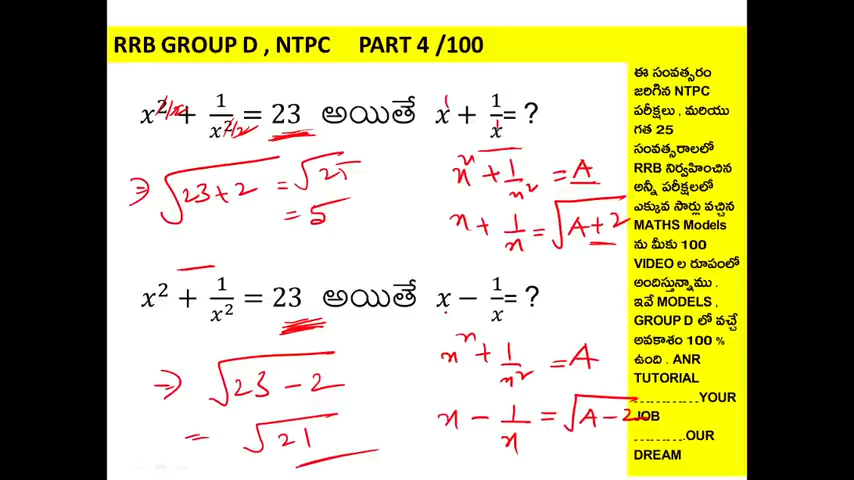 RRB GROUP D , NTPC PART 4 /100
x² + 1/x² = 23 అయితే x + 1/x = ?
⇒ √(23+2) = √25
= 5
x² + 1/x² = A
x + 1/x = √(A+2)
x² + 1/x² = 23 అయితే x − 1/x = ?
⇒ √(23 − 2)
= √21
x² + 1/x² = A
x − 1/x = √(A−2)
ఈ సంవత్సరం
జరిగిన NTPC
పరీక్షలు , మరియు
గత 25
సంవత్సరాలలో
RRB నిర్వహించిన
అన్నీ పరీక్షలలో
ఎక్కువ సార్లు వచ్చిన
MATHS Models
ను మీకు 100
VIDEO ల రూపంలో
అందిస్తున్నాము .
ఇవే MODELS ,
GROUP D లో వచ్చే
అవకాశం 100 %
ఉంది . ANR
TUTORIAL
............YOUR
JOB
..........OUR
DREAM